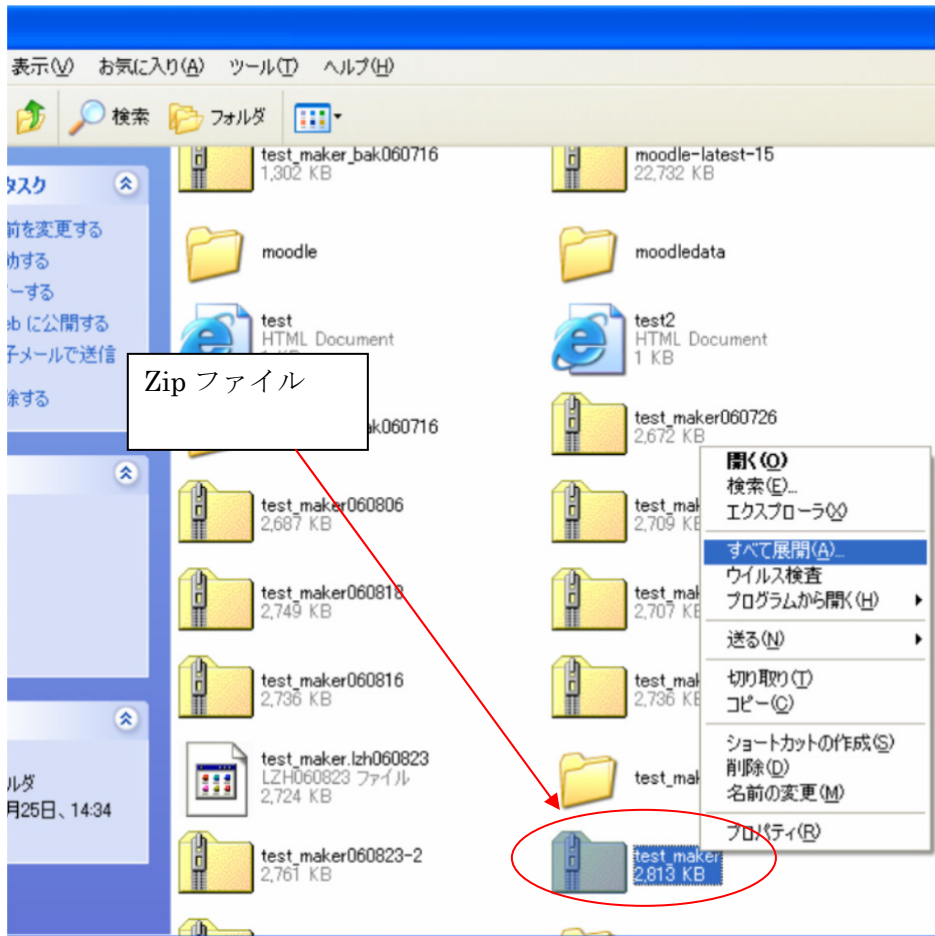 表示(V) お気に入り(A) ツール(T) ヘルプ(H)
検索 フォルダ
タスク
前を変更する
動する
ーする
eb に公開する
子メールで送信
除する
ルダ
月25日、14:34
test_maker_bak060716
1,302 KB
moodle-latest-15
22,732 KB
moodle
moodledata
test
HTML Document
1 KB
test2
HTML Document
1 KB
Zip ファイル
ak060716
test_maker060726
2,672 KB
test_maker060806
2,687 KB
test_mak
2,709 KB
test_maker060818
2,749 KB
test_mak
2,707 KB
test_maker060816
2,736 KB
test_mak
2,736 KB
test_maker.lzh060823
LZH060823 ファイル
2,724 KB
test_mak
test_maker060823-2
2,761 KB
test_maker
2,813 KB
開く(O)
検索(E)...
エクスプローラ(X)
すべて展開(A)...
ウイルス検査
プログラムから開く(H)
送る(N)
切り取り(T)
コピー(C)
ショートカットの作成(S)
削除(D)
名前の変更(M)
プロパティ(R)